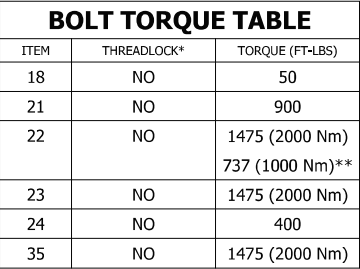 BOLT TORQUE TABLE
ITEM THREADLOCK* TORQUE (FT-LBS)
18 NO 50
21 NO 900
22 NO 1475 (2000 Nm)
737 (1000 Nm)**
23 NO 1475 (2000 Nm)
24 NO 400
35 NO 1475 (2000 Nm)